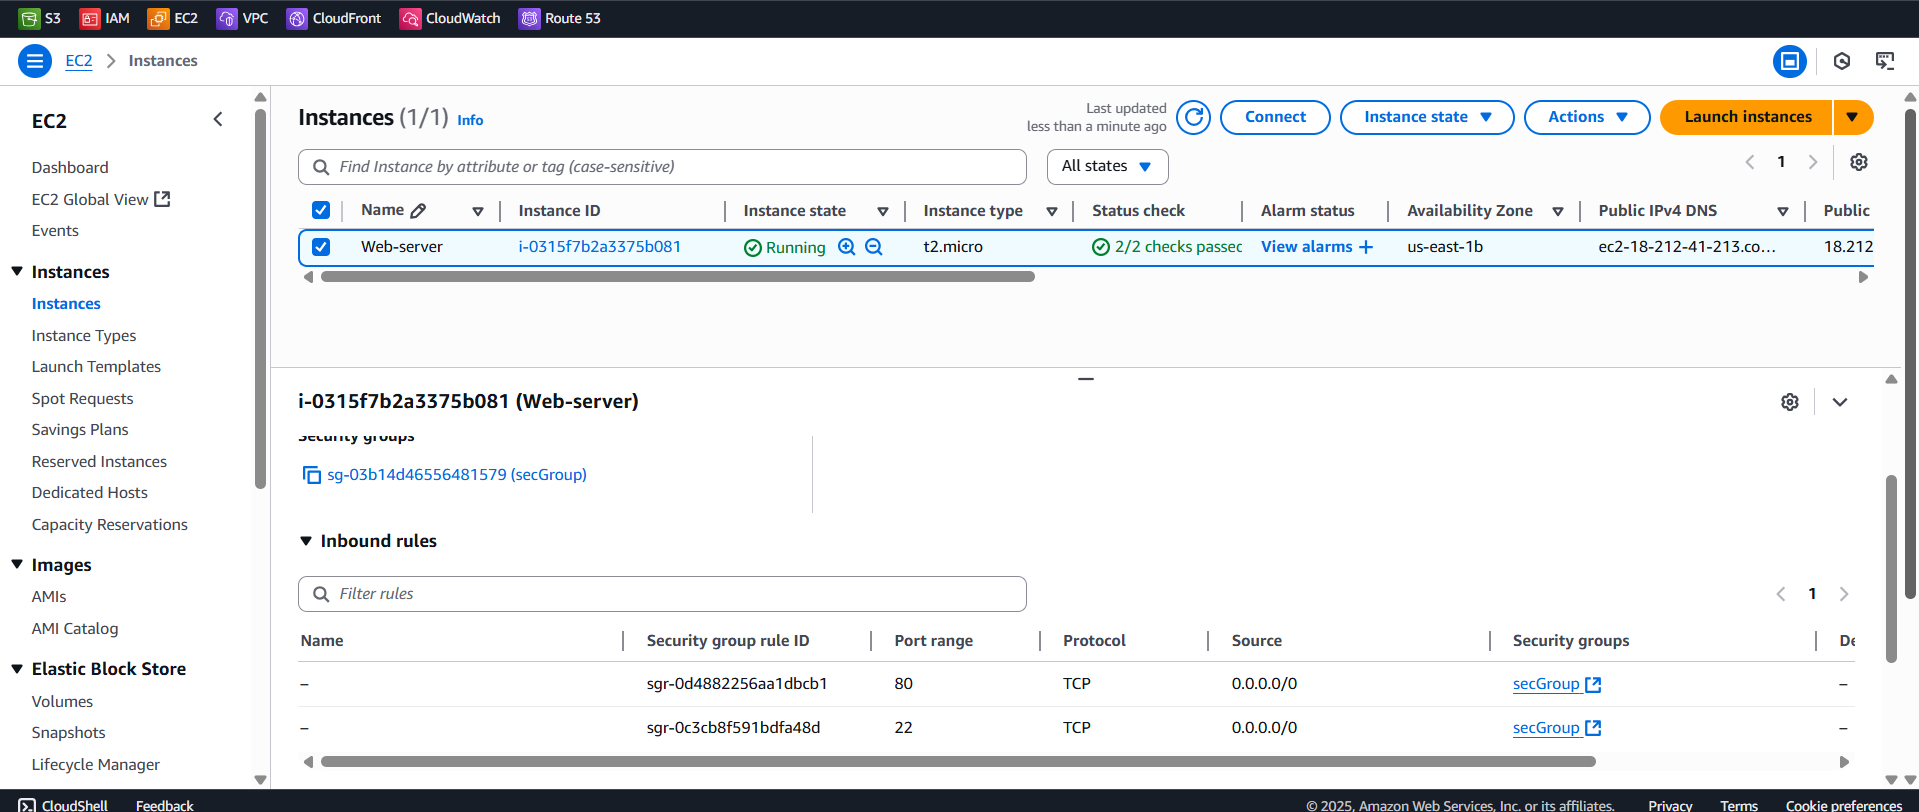 S3 IAM EC2 VPC CloudFront CloudWatch Route 53
EC2 Instances
EC2
Dashboard
EC2 Global View
Events
Instances
Instances
Instance Types
Launch Templates
Spot Requests
Savings Plans
Reserved Instances
Dedicated Hosts
Capacity Reservations
Images
AMIs
AMI Catalog
Elastic Block Store
Volumes
Snapshots
Lifecycle Manager
Instances (1/1) Info
Last updated
less than a minute ago
Connect Instance state Actions Launch instances
Find Instance by attribute or tag (case-sensitive)
All states
1
Name Instance ID Instance state Instance type Status check Alarm status Availability Zone Public IPv4 DNS Public
Web-server i-0315f7b2a3375b081 Running t2.micro 2/2 checks passec View alarms + us-east-1b ec2-18-212-41-213.co... 18.212
i-0315f7b2a3375b081 (Web-server)
Security groups
sg-03b14d46556481579 (secGroup)
Inbound rules
Filter rules
1
Name Security group rule ID Port range Protocol Source Security groups De
– sgr-0d4882256aa1dbcb1 80 TCP 0.0.0.0/0 secGroup –
– sgr-0c3cb8f591bdfa48d 22 TCP 0.0.0.0/0 secGroup –
CloudShell Feedback © 2025, Amazon Web Services, Inc. or its affiliates. Privacy Terms Cookie preferences